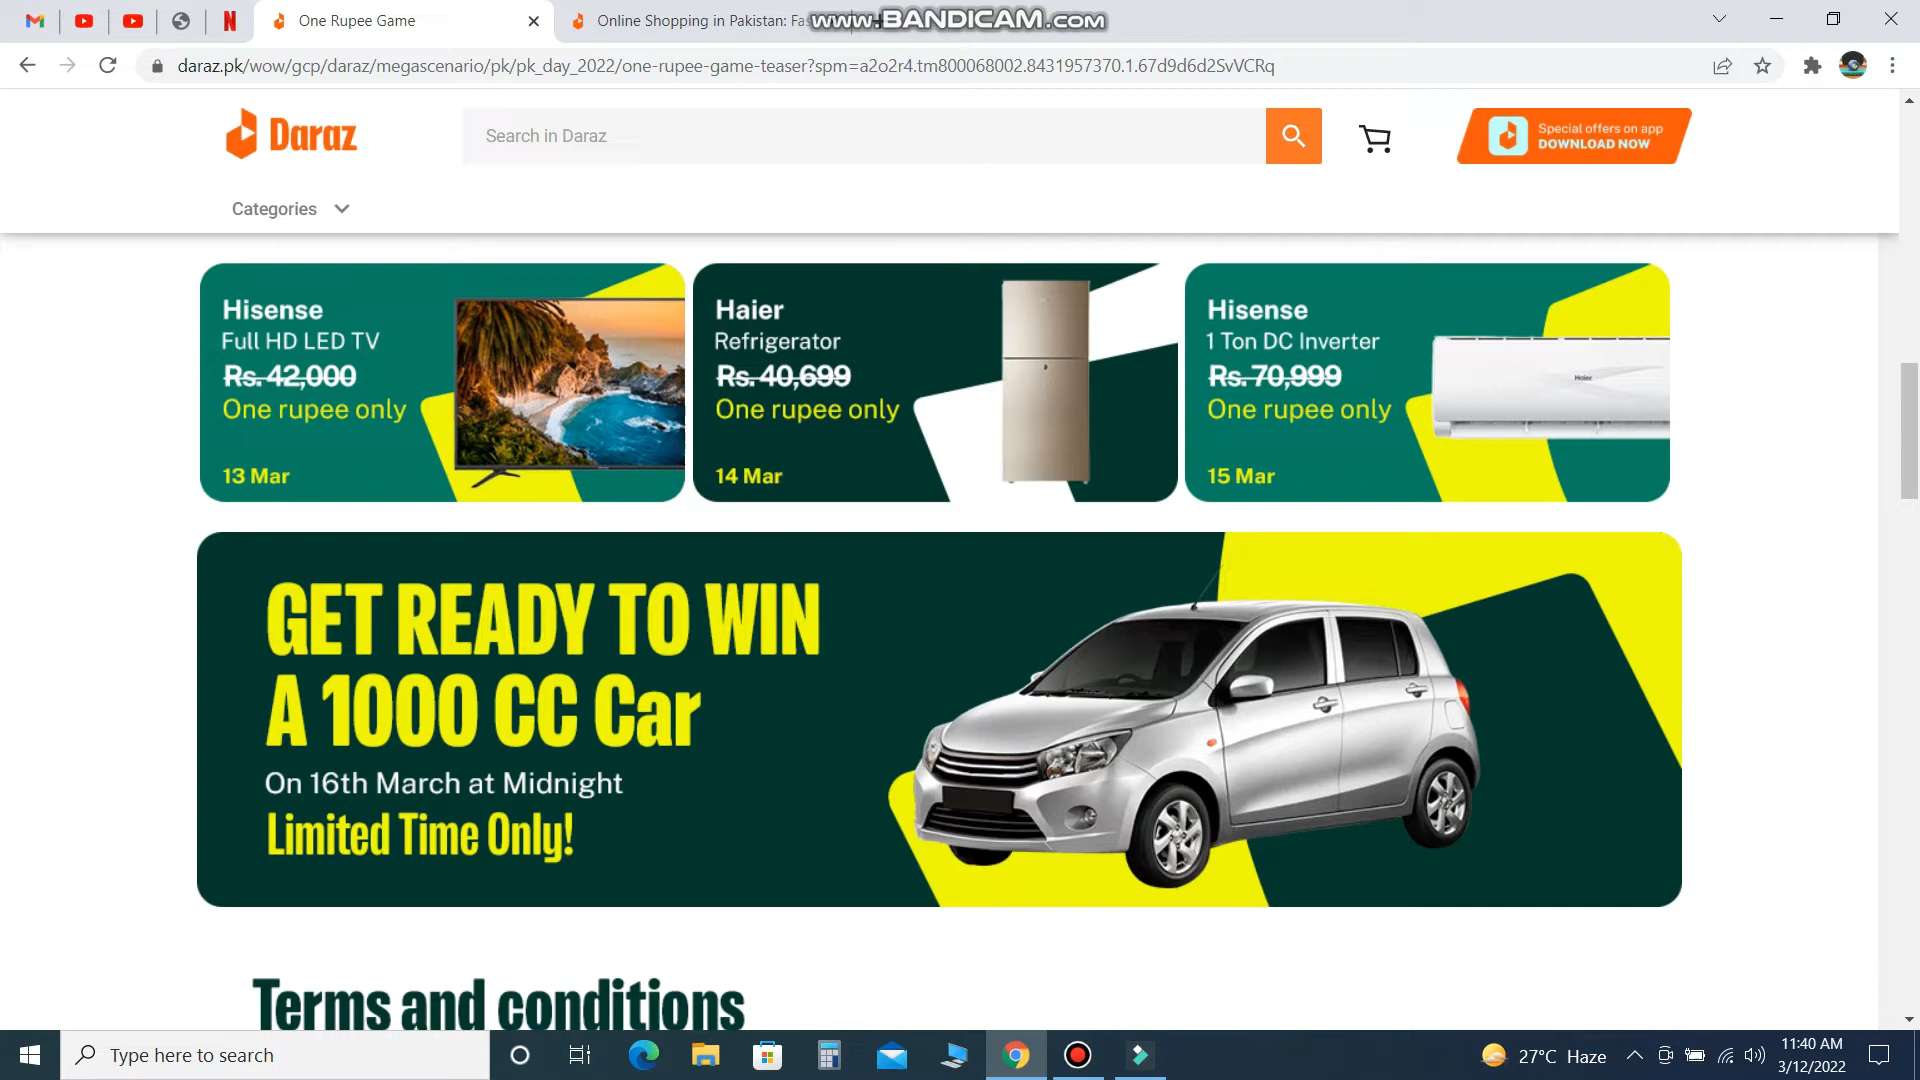 One Rupee Game
Online Shopping in Pakistan: Fas
www.BANDICAM.com
daraz.pk/wow/gcp/daraz/megascenario/pk/pk_day_2022/one-rupee-game-teaser?spm=a2o2r4.tm800068002.8431957370.1.67d9d6d2SvVCRq
Daraz
Search in Daraz
Special offers on app
DOWNLOAD NOW
Categories
Hisense
Full HD LED TV
Rs. 42,000
One rupee only
13 Mar
Haier
Refrigerator
Rs. 40,699
One rupee only
14 Mar
Hisense
1 Ton DC Inverter
Rs. 70,999
One rupee only
15 Mar
Haier
GET READY TO WIN
A 1000 CC Car
On 16th March at Midnight
Limited Time Only!
Terms and conditions
Type here to search
27°C Haze
11:40 AM
3/12/2022